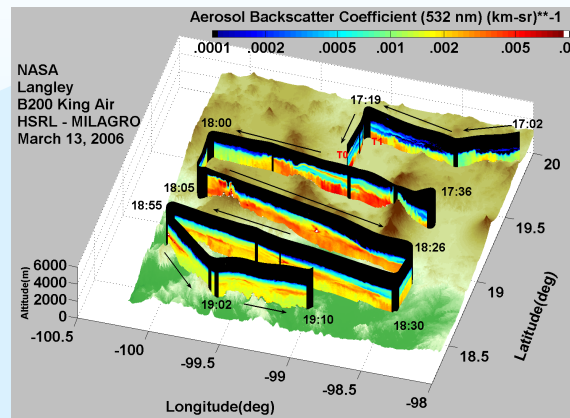 Aerosol Backscatter Coefficient (532 nm) (km-sr)**-1
.0001 .0002 .0005 .001 .002 .005 .01
NASA
Langley
B200 King Air
HSRL - MILAGRO
March 13, 2006
17:19
17:02
18:00
T0
T1
20
18:05
17:36
19.5
18:55
18:26
19
6000
4000
2000
0
Altitude(m)
19:02
19:10
18:30
18.5
Latitude(deg)
-100.5
-100
-99.5
-99
-98.5
-98
Longitude(deg)